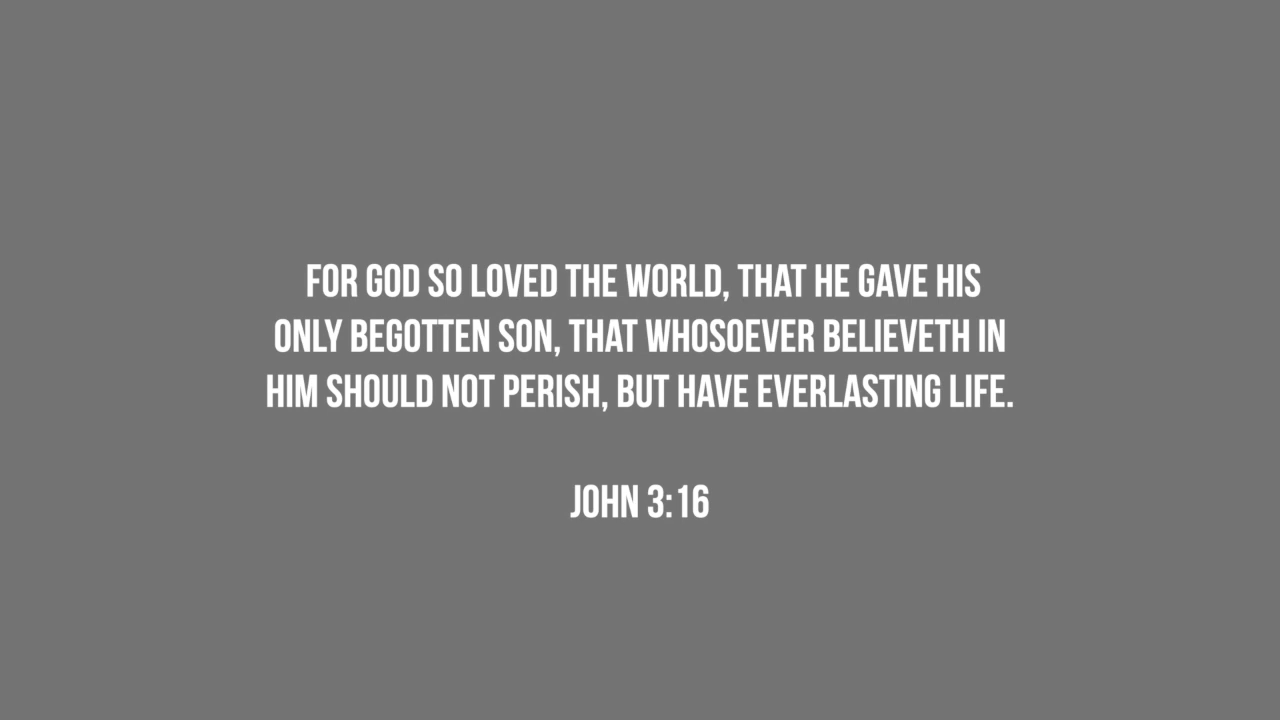 FOR GOD SO LOVED THE WORLD, THAT HE GAVE HIS
ONLY BEGOTTEN SON, THAT WHOSOEVER BELIEVETH IN
HIM SHOULD NOT PERISH, BUT HAVE EVERLASTING LIFE.
JOHN 3:16